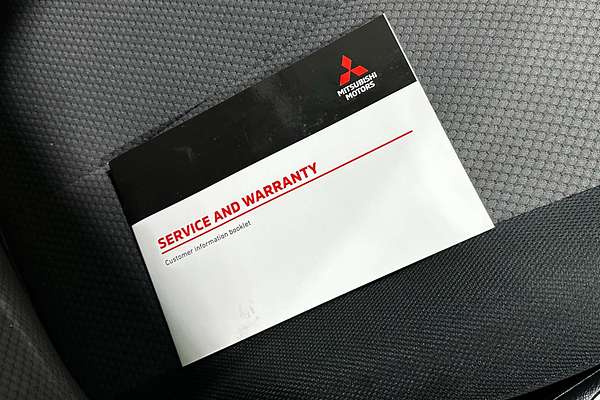 MITSUBISHI
MOTORS
SERVICE AND WARRANTY
Customer Information Booklet